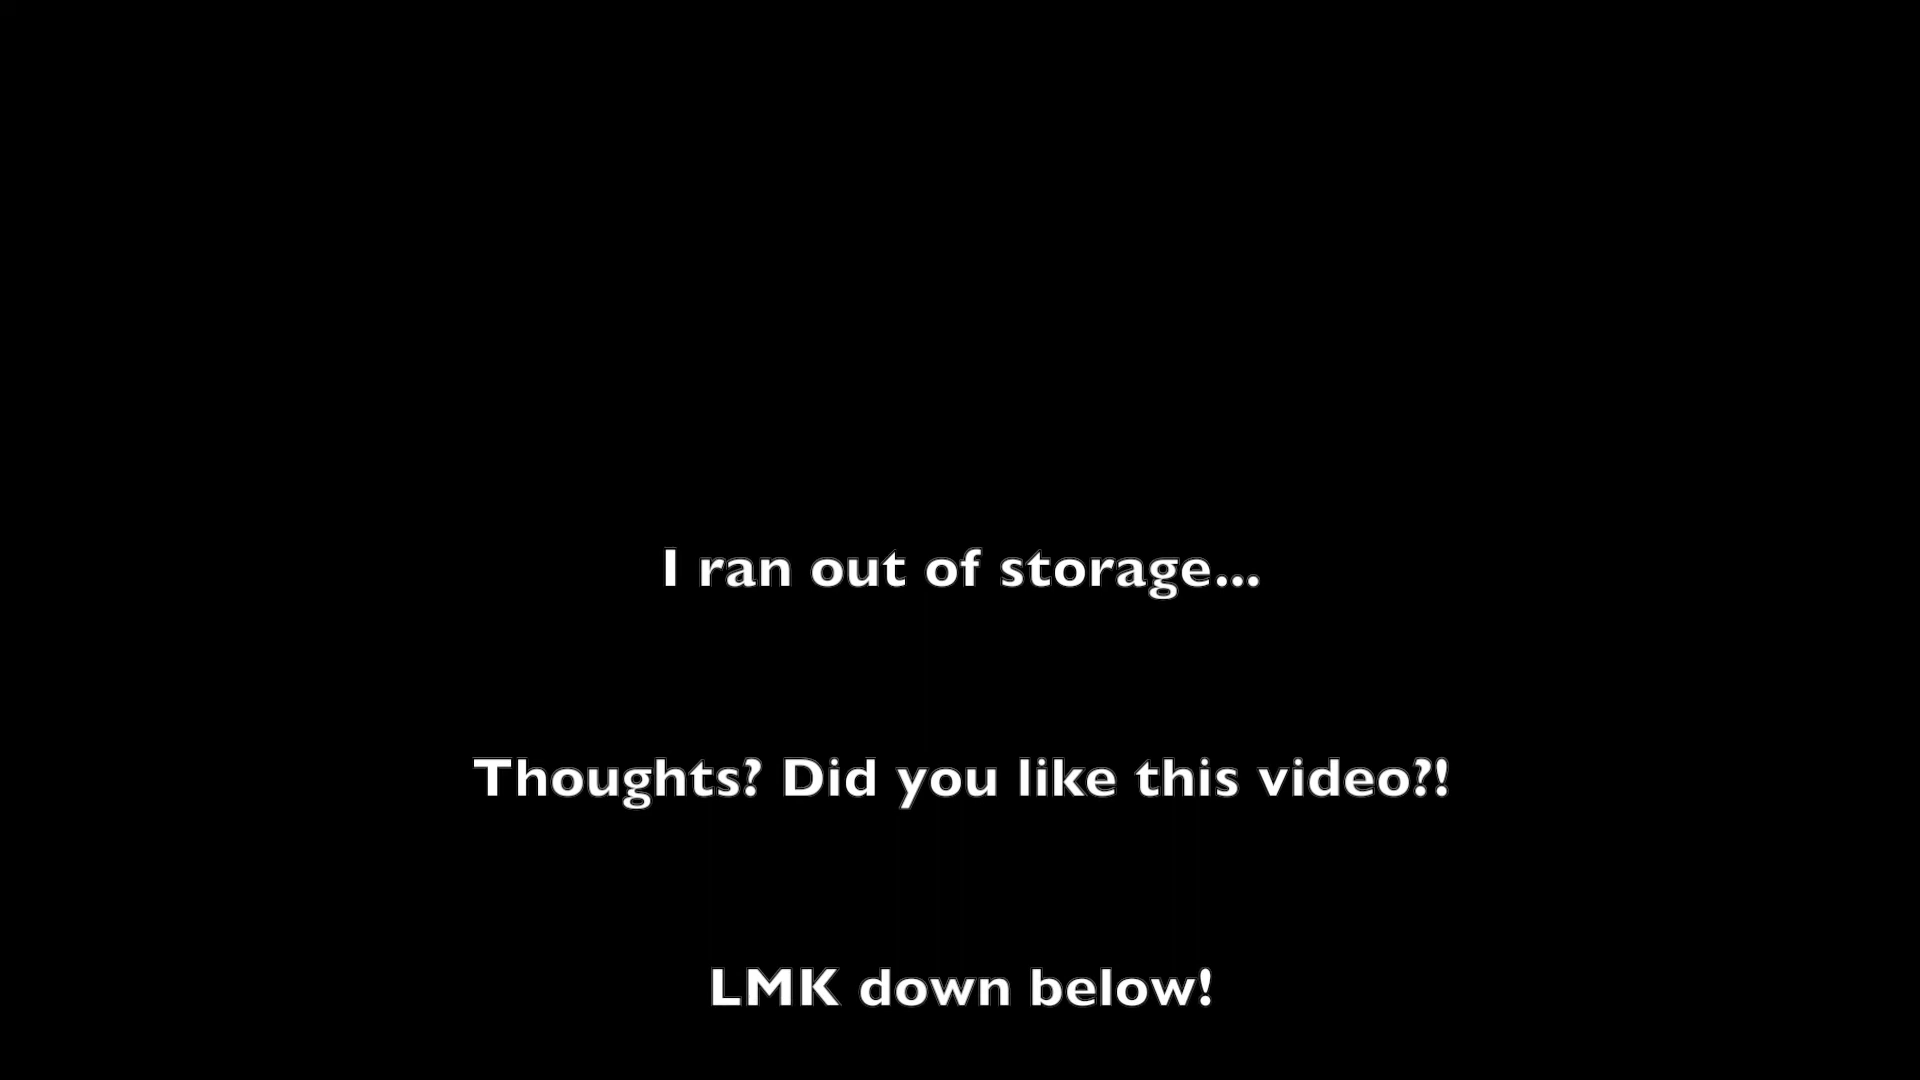 I ran out of storage...
Thoughts? Did you like this video?!
LMK down below!